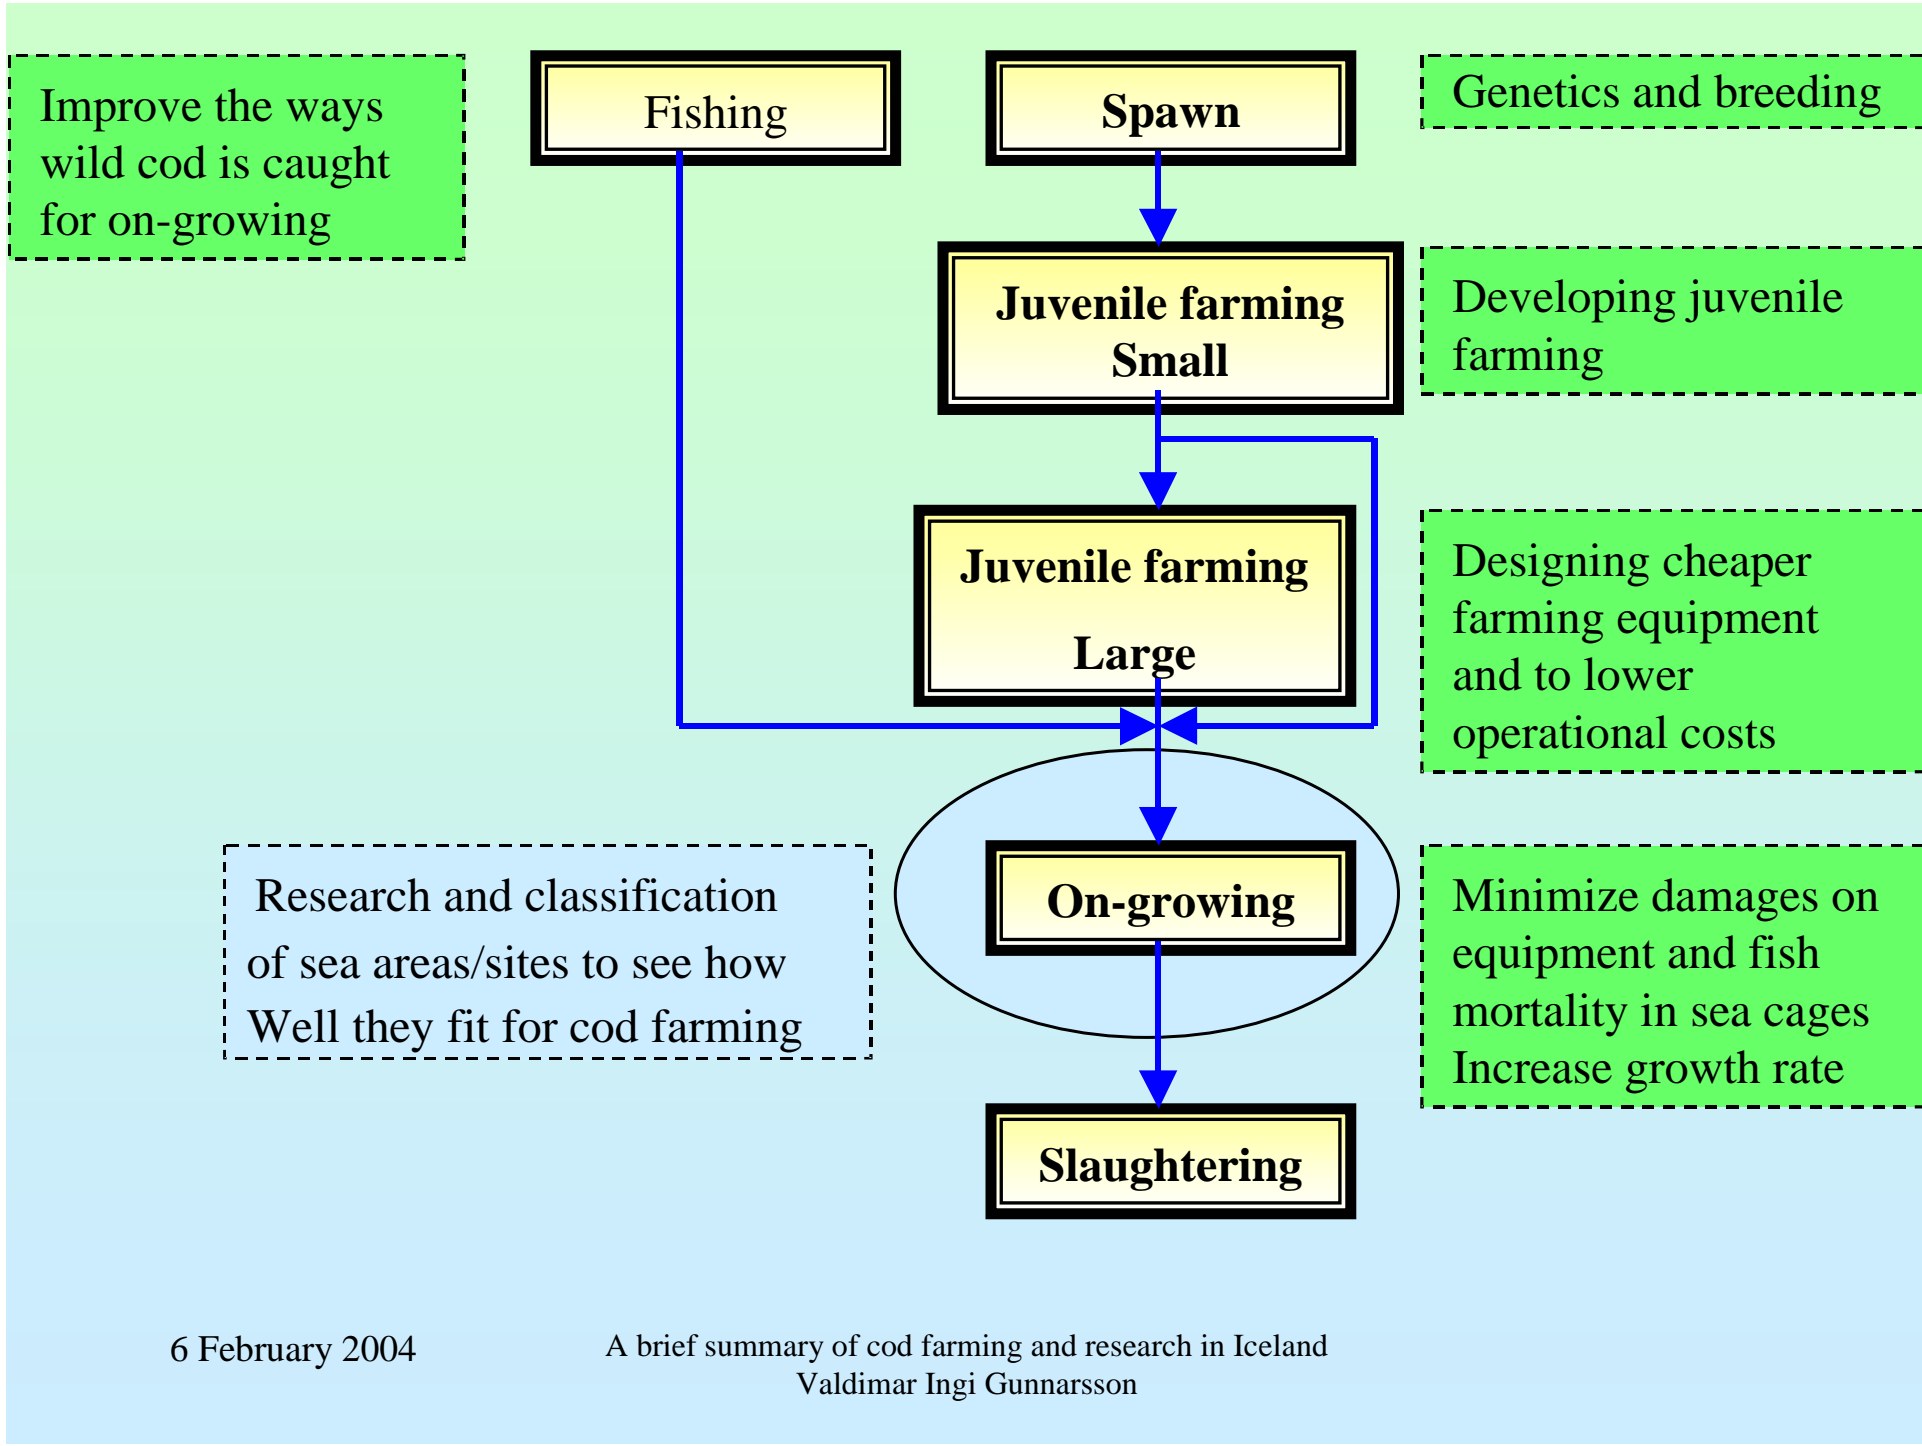 Improve the ways
wild cod is caught
for on-growing
Fishing
Spawn
Genetics and breeding
Juvenile farming
Small
Developing juvenile
farming
Juvenile farming
Large
Designing cheaper
farming equipment
and to lower
operational costs
Research and classification
of sea areas/sites to see how
Well they fit for cod farming
On-growing
Minimize damages on
equipment and fish
mortality in sea cages
Increase growth rate
Slaughtering
6 February 2004
A brief summary of cod farming and research in Iceland
Valdimar Ingi Gunnarsson